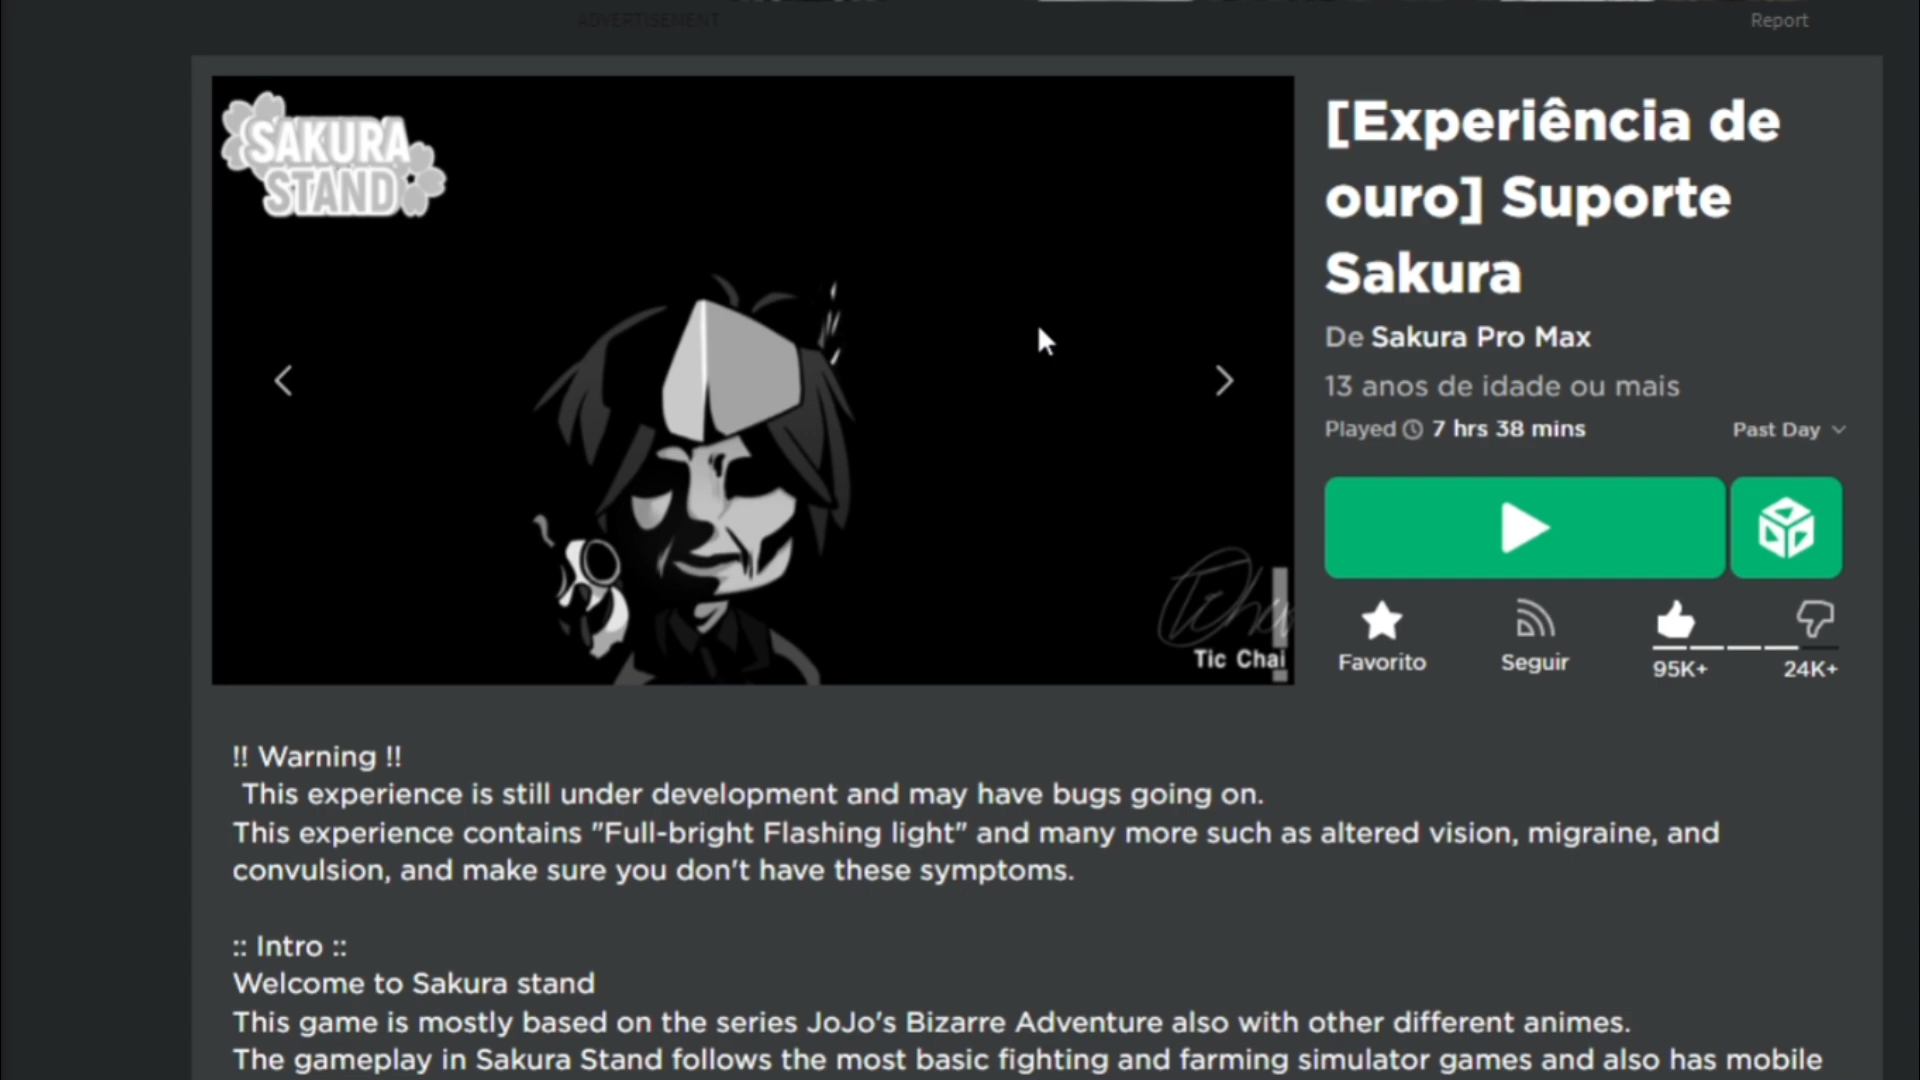 ADVERTISEMENT
Report
SAKURA
STAND
[Experiência de
ouro] Suporte
Sakura
De Sakura Pro Max
13 anos de idade ou mais
Played 7 hrs 38 mins
Past Day
Favorito
Seguir
95K+
24K+
Tic Chai
!! Warning !!
This experience is still under development and may have bugs going on.
This experience contains "Full-bright Flashing light" and many more such as altered vision, migraine, and
convulsion, and make sure you don't have these symptoms.
:: Intro ::
Welcome to Sakura stand
This game is mostly based on the series JoJo's Bizarre Adventure also with other different animes.
The gameplay in Sakura Stand follows the most basic fighting and farming simulator games and also has mobile